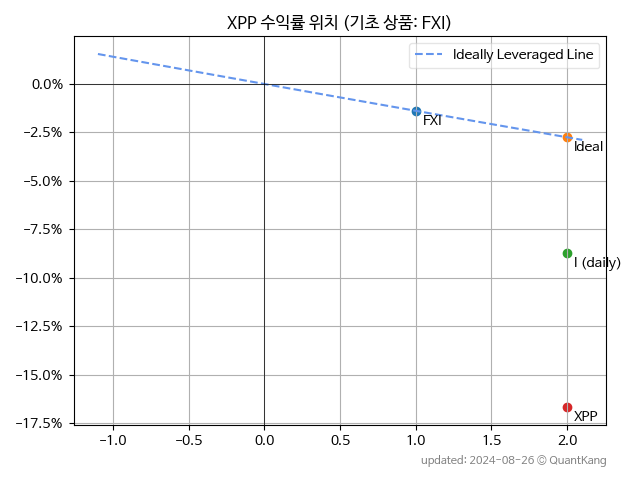 XPP 수익률 위치 (기초 상품: FXI)
Ideally Leveraged Line
0.0%
−2.5%
−5.0%
−7.5%
−10.0%
−12.5%
−15.0%
−17.5%
FXI
Ideal
I (daily)
XPP
−1.0 −0.5 0.0 0.5 1.0 1.5 2.0
updated: 2024-08-26 © QuantKang